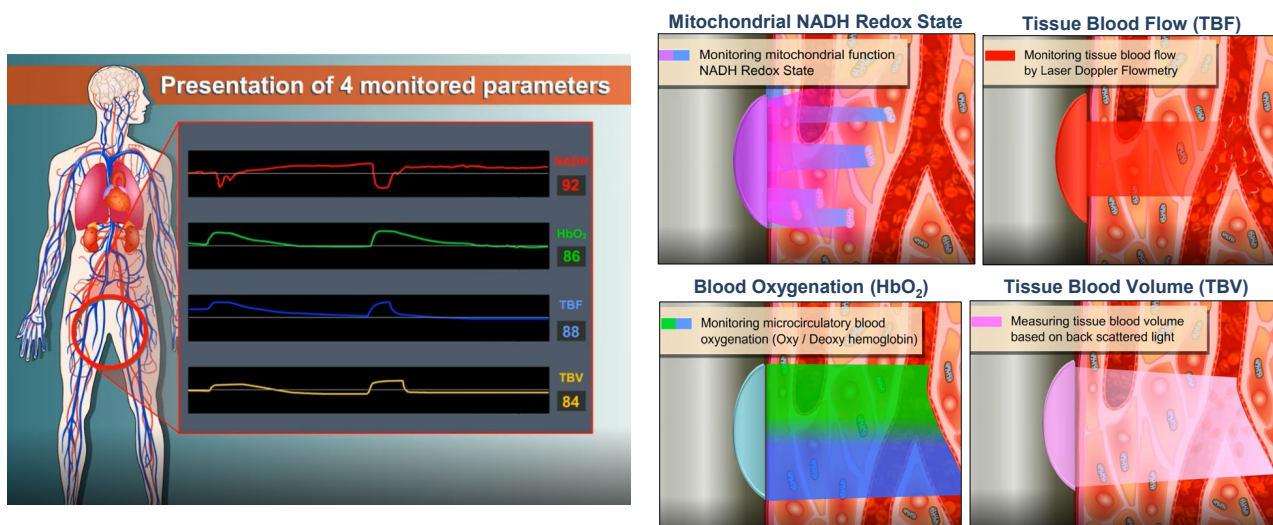 Presentation of 4 monitored parameters
NADH
92
HbO₂
86
TBF
88
TBV
84
Mitochondrial NADH Redox State
Monitoring mitochondrial function
NADH Redox State
Tissue Blood Flow (TBF)
Monitoring tissue blood flow
by Laser Doppler Flowmetry
Blood Oxygenation (HbO₂)
Monitoring microcirculatory blood
oxygenation (Oxy / Deoxy hemoglobin)
Tissue Blood Volume (TBV)
Measuring tissue blood volume
based on back scattered light